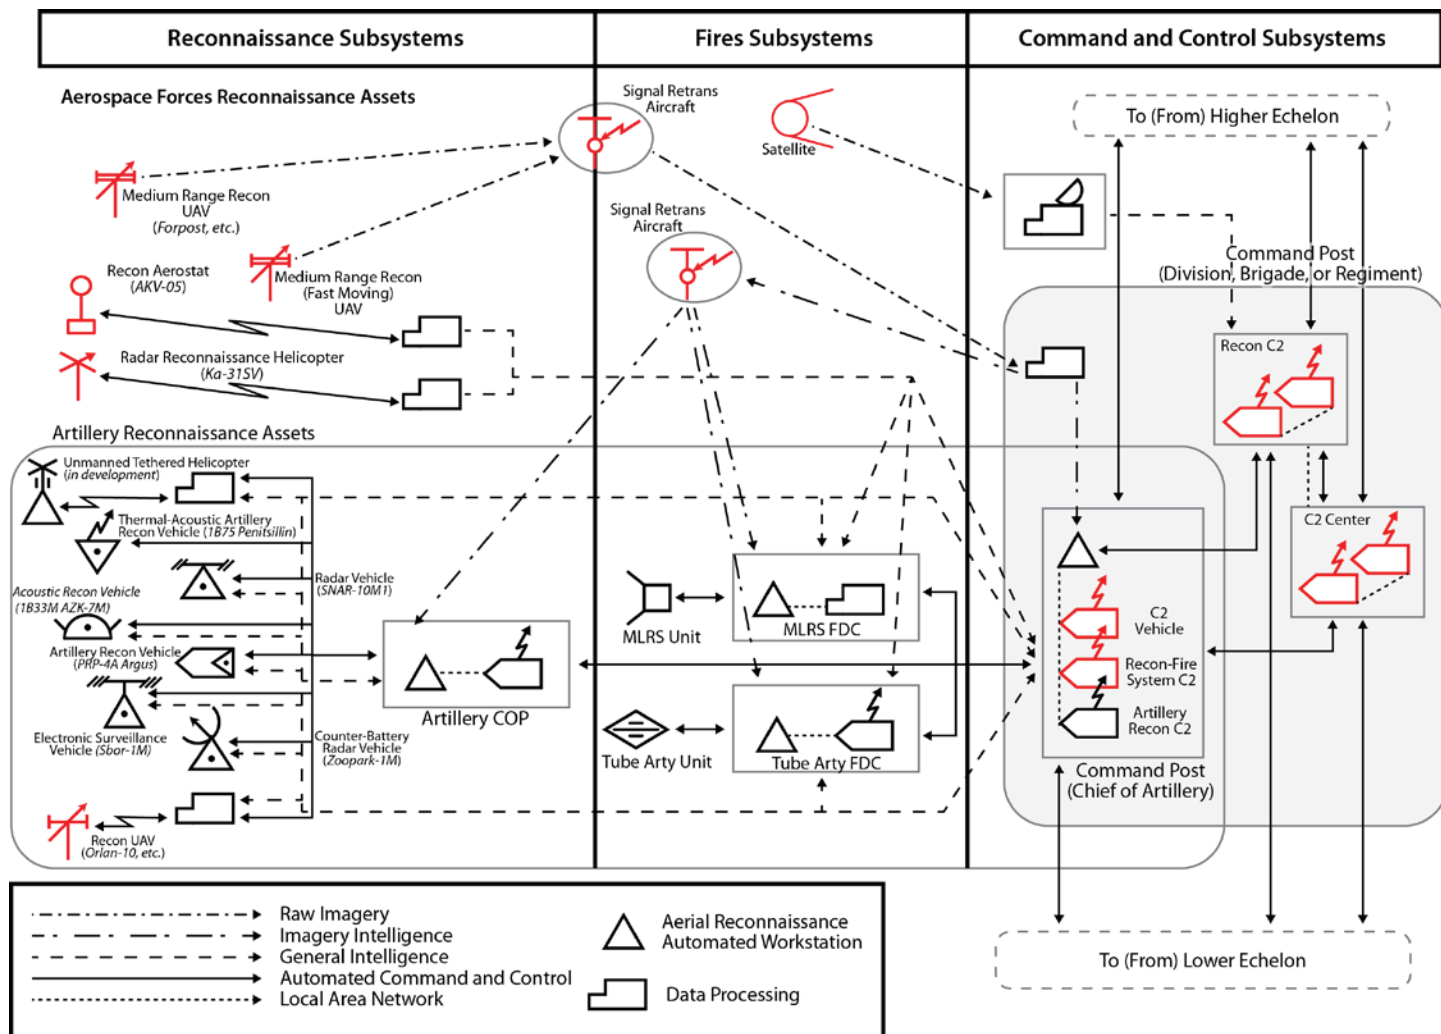 Reconnaissance Subsystems
Fires Subsystems
Command and Control Subsystems
Aerospace Forces Reconnaissance Assets
Signal Retrans
Aircraft
Satellite
To (From) Higher Echelon
Medium Range Recon
UAV
(Forpost, etc.)
Signal Retrans
Aircraft
Recon Aerostat
(AKV-05)
Medium Range Recon
(Fast Moving)
UAV
Command Post
(Division, Brigade, or Regiment)
Radar Reconnaissance Helicopter
(Ka-31SV)
Recon C2
Artillery Reconnaissance Assets
Unmanned Tethered Helicopter
(in development)
Thermal-Acoustic Artillery
Recon Vehicle (1B75 Penitsillin)
C2 Center
Radar Vehicle
(SNAR-10M1)
Acoustic Recon Vehicle
(1B33M AZK-7M)
MLRS Unit
MLRS FDC
C2
Vehicle
Artillery Recon Vehicle
(PRP-4A Argus)
Recon-Fire
System C2
Artillery COP
Artillery
Recon C2
Electronic Surveillance
Vehicle (Sbor-1M)
Counter-Battery
Radar Vehicle
(Zoopark-1M)
Tube Arty Unit
Tube Arty FDC
Command Post
(Chief of Artillery)
Recon UAV
(Orlan-10, etc.)
Raw Imagery
Imagery Intelligence
General Intelligence
Automated Command and Control
Local Area Network
Aerial Reconnaissance
Automated Workstation
Data Processing
To (From) Lower Echelon